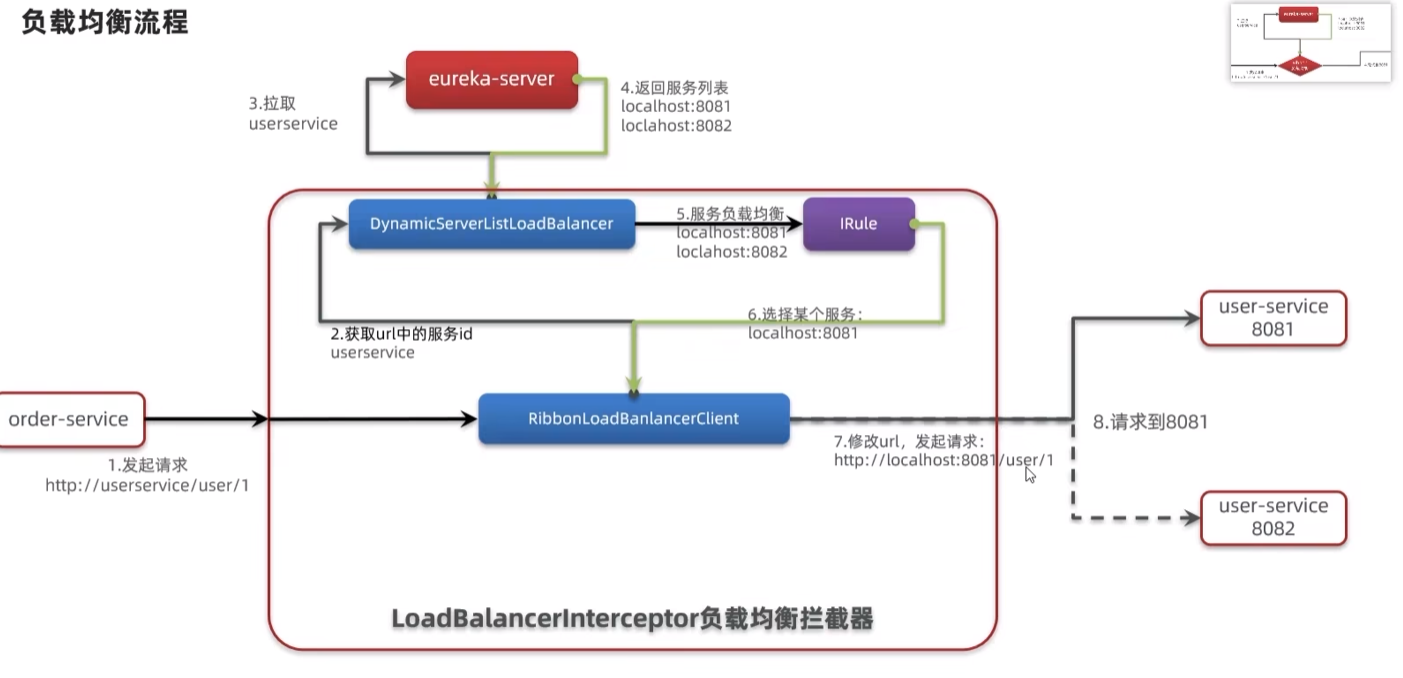 负载均衡流程
eureka-server
3.拉取
userservice
4.返回服务列表
localhost:8081
loclahost:8082
DynamicServerListLoadBalancer
5.服务负载均衡
localhost:8081
loclahost:8082
IRule
2.获取url中的服务id
userservice
6.选择某个服务：
localhost:8081
user-service
8081
order-service
RibbonLoadBanlancerClient
8.请求到8081
1.发起请求
http://userservice/user/1
7.修改url，发起请求：
http://localhost:8081/user/1
user-service
8082
LoadBalancerInterceptor负载均衡拦截器